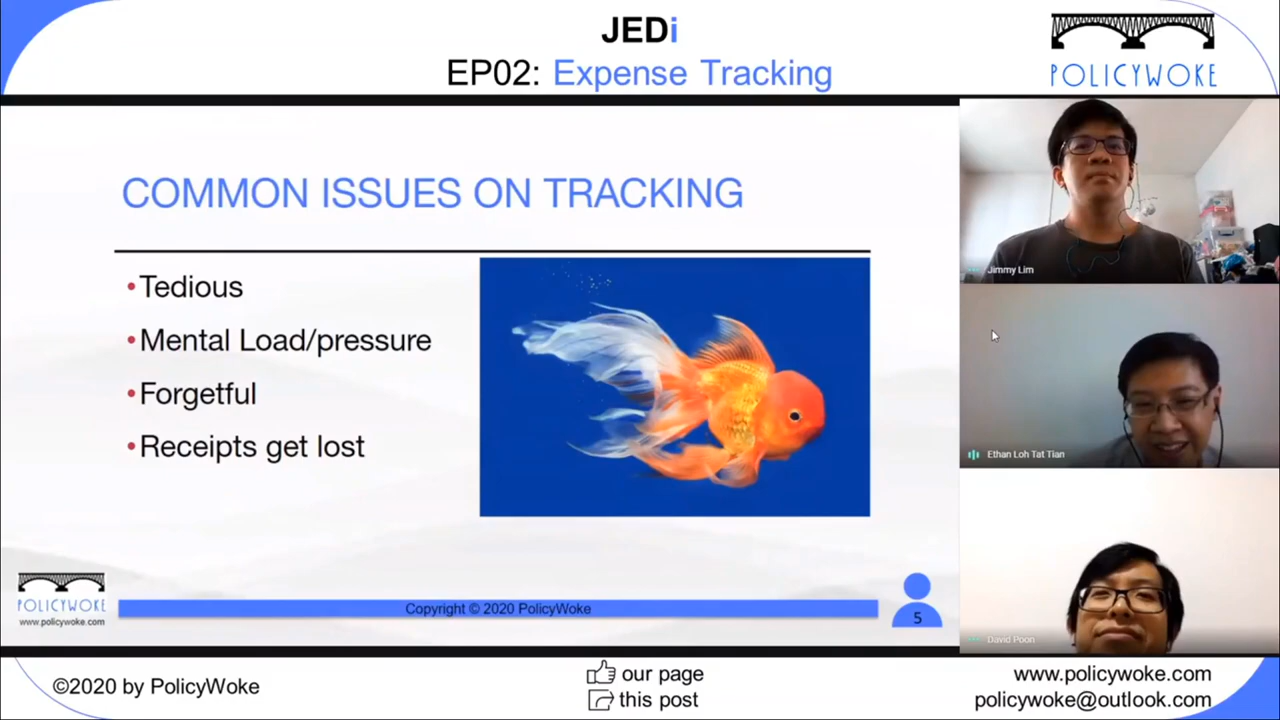 JEDi
EP02: Expense Tracking
POLICYWOKE
COMMON ISSUES ON TRACKING
•Tedious
•Mental Load/pressure
•Forgetful
•Receipts get lost
Jimmy Lim
Ethan Loh Tat Tian
David Poon
POLICYWOKE
www.policywoke.com
Copyright © 2020 PolicyWoke
5
©2020 by PolicyWoke
our page
this post
www.policywoke.com
policywoke@outlook.com